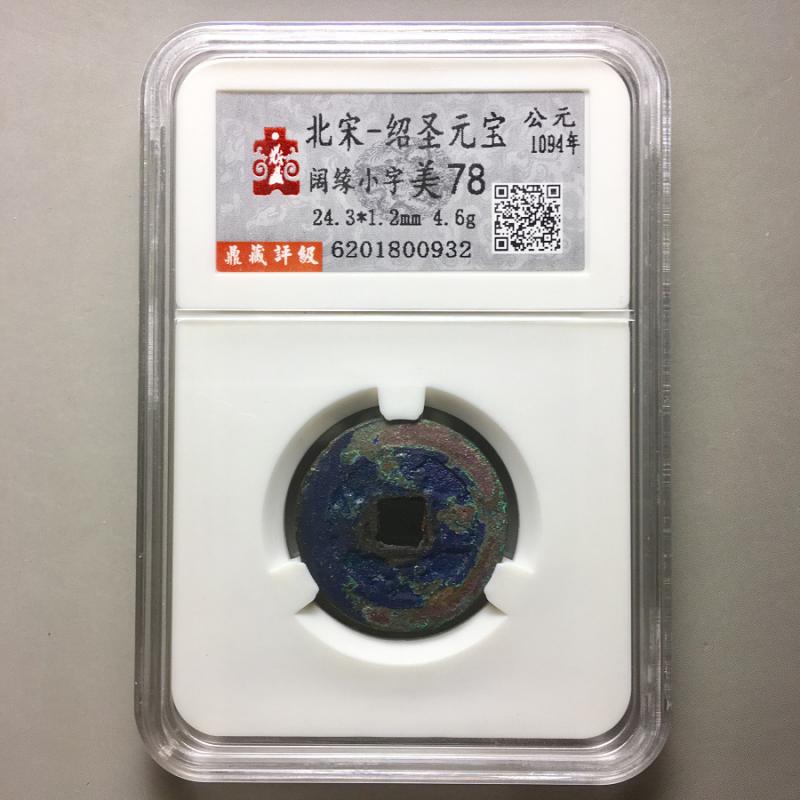 北宋-绍圣元宝 公元
1094年
阔缘小字 美78
24.3*1.2mm 4.6g
鼎藏評級 6201800932